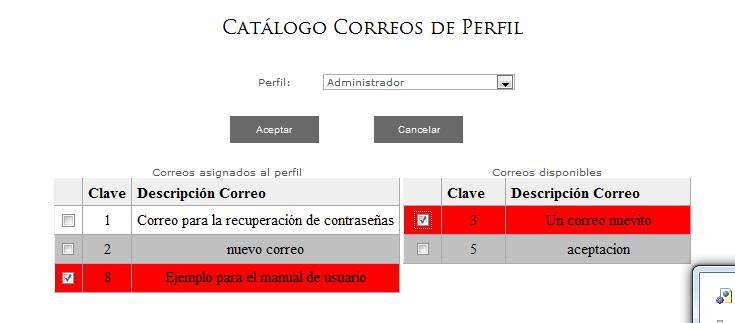 Catálogo Correos de Perfil
Perfil: Administrador
Aceptar Cancelar
Correos asignados al perfil
Clave Descripción Correo
1 Correo para la recuperación de contraseñas
2 nuevo correo
8 Ejemplo para el manual de usuario
Correos disponibles
Clave Descripción Correo
3 Un correo nuevito
5 aceptacion